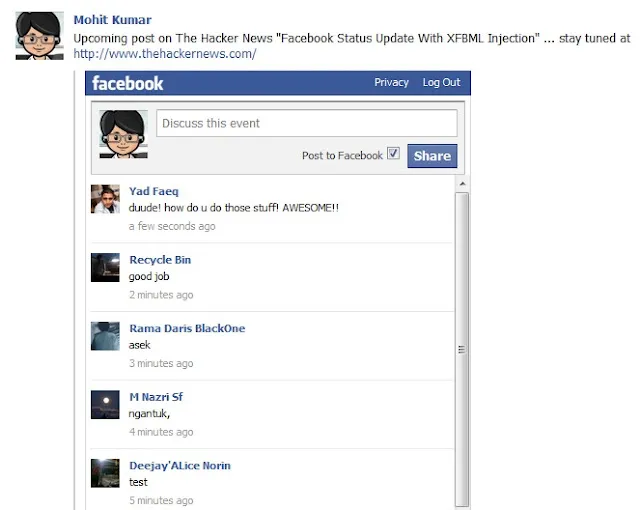 Mohit Kumar
Upcoming post on The Hacker News "Facebook Status Update With XFBML Injection" ... stay tuned at
http://www.thehackernews.com/
facebook
Privacy Log Out
Discuss this event
Post to Facebook
Share
Yad Faeq
duude! how do u do those stuff! AWESOME!!
a few seconds ago
Recycle Bin
good job
2 minutes ago
Rama Daris BlackOne
asek
3 minutes ago
M Nazri Sf
ngantuk,
4 minutes ago
Deejay'ALice Norin
test
5 minutes ago